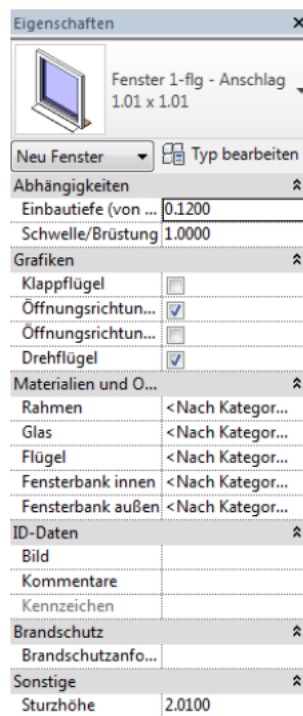 Eigenschaften
Fenster 1-flg - Anschlag
1.01 x 1.01
Neu Fenster Typ bearbeiten
Abhängigkeiten
Einbautiefe (von ... 0.1200
Schwelle/Brüstung 1.0000
Grafiken
Klappflügel
Öffnungsrichtun...
Öffnungsrichtun...
Drehflügel
Materialien und O...
Rahmen <Nach Kategor...
Glas <Nach Kategor...
Flügel <Nach Kategor...
Fensterbank innen <Nach Kategor...
Fensterbank außen <Nach Kategor...
ID-Daten
Bild
Kommentare
Kennzeichen
Brandschutz
Brandschutzanfo...
Sonstige
Sturzhöhe 2.0100